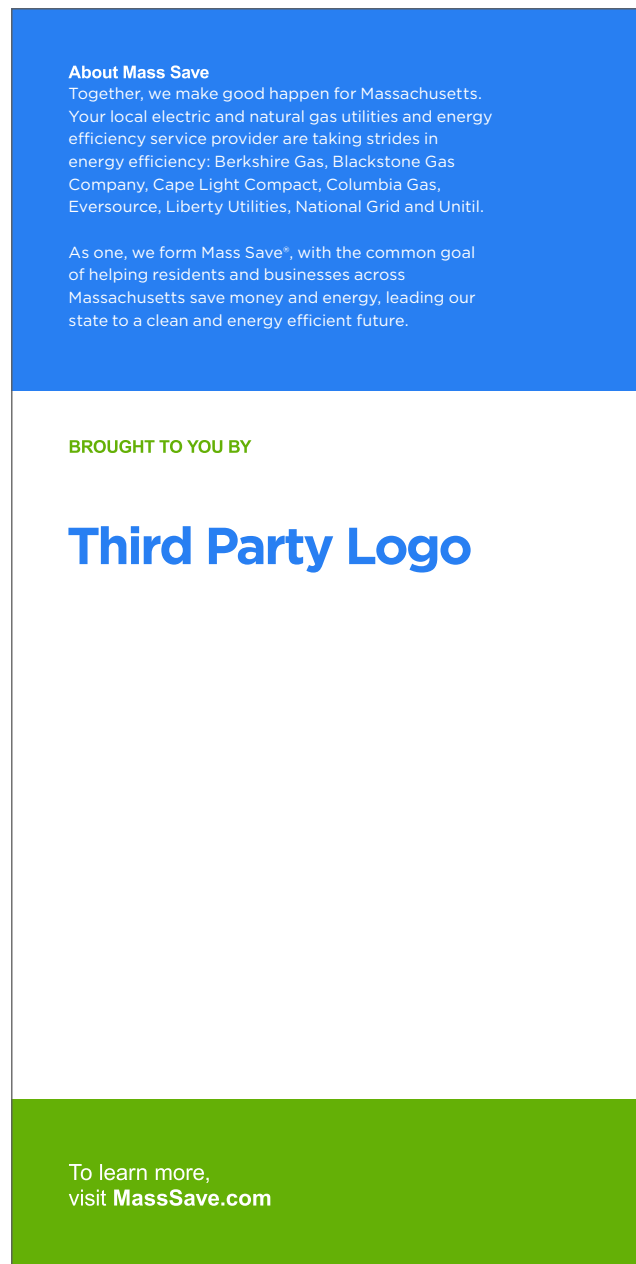 About Mass Save
Together, we make good happen for Massachusetts.
Your local electric and natural gas utilities and energy
efficiency service provider are taking strides in
energy efficiency: Berkshire Gas, Blackstone Gas
Company, Cape Light Compact, Columbia Gas,
Eversource, Liberty Utilities, National Grid and Unitil.
As one, we form Mass Save®, with the common goal
of helping residents and businesses across
Massachusetts save money and energy, leading our
state to a clean and energy efficient future.
BROUGHT TO YOU BY
Third Party Logo
To learn more,
visit MassSave.com